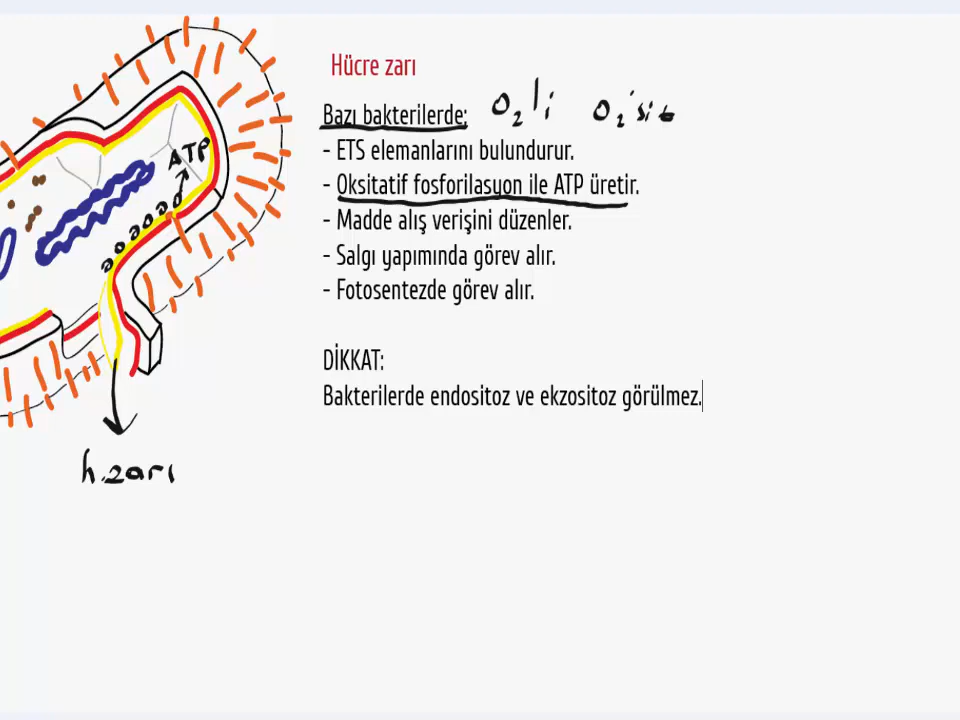 Hücre zarı
Bazı bakterilerde: O₂'li O₂'siz
- ETS elemanlarını bulundurur.
- Oksitatif fosforilasyon ile ATP üretir.
- Madde alış verişini düzenler.
- Salgı yapımında görev alır.
- Fotosentezde görev alır.
DİKKAT:
Bakterilerde endositoz ve ekzositoz görülmez.
ATP
h.zarı